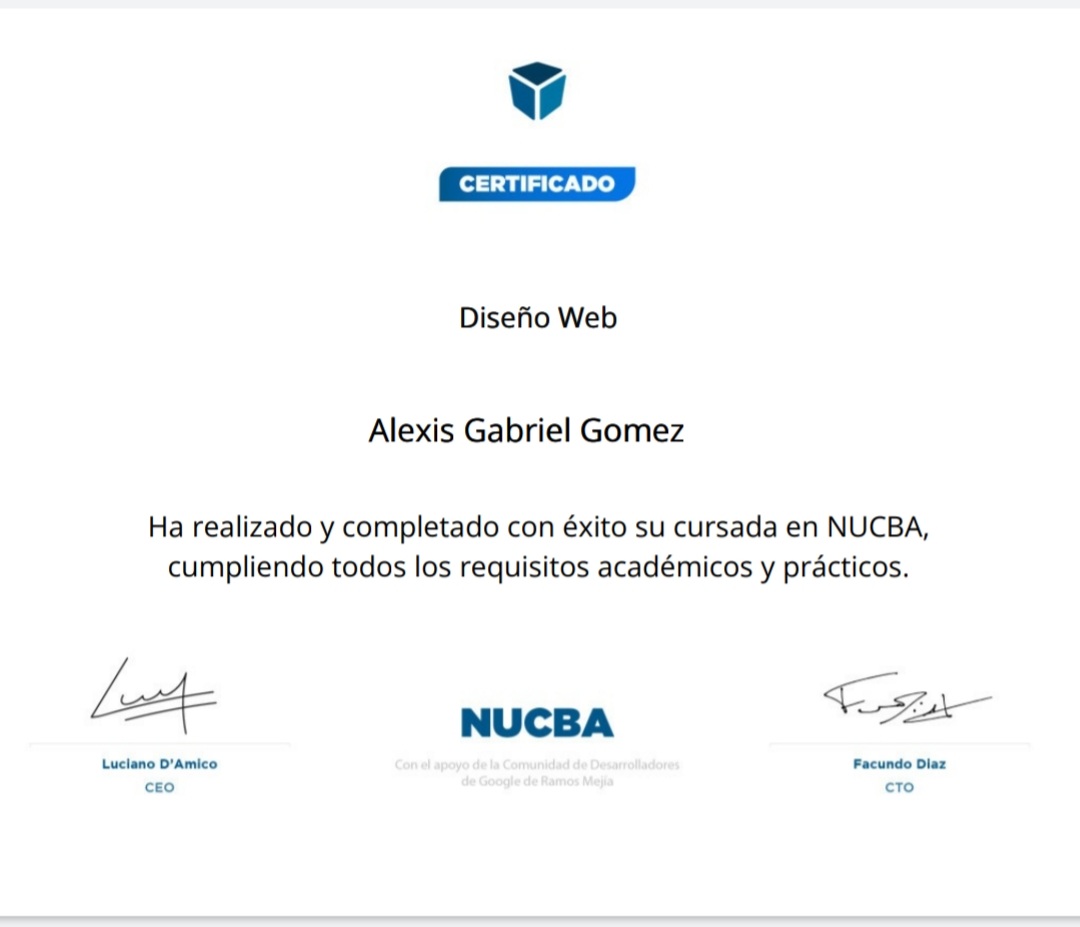 CERTIFICADO
Diseño Web
Alexis Gabriel Gomez
Ha realizado y completado con éxito su cursada en NUCBA,
cumpliendo todos los requisitos académicos y prácticos.
NUCBA
Con el apoyo de la Comunidad de Desarrolladores
de Google de Ramos Mejía
Luciano D'Amico
CEO
Facundo Diaz
CTO